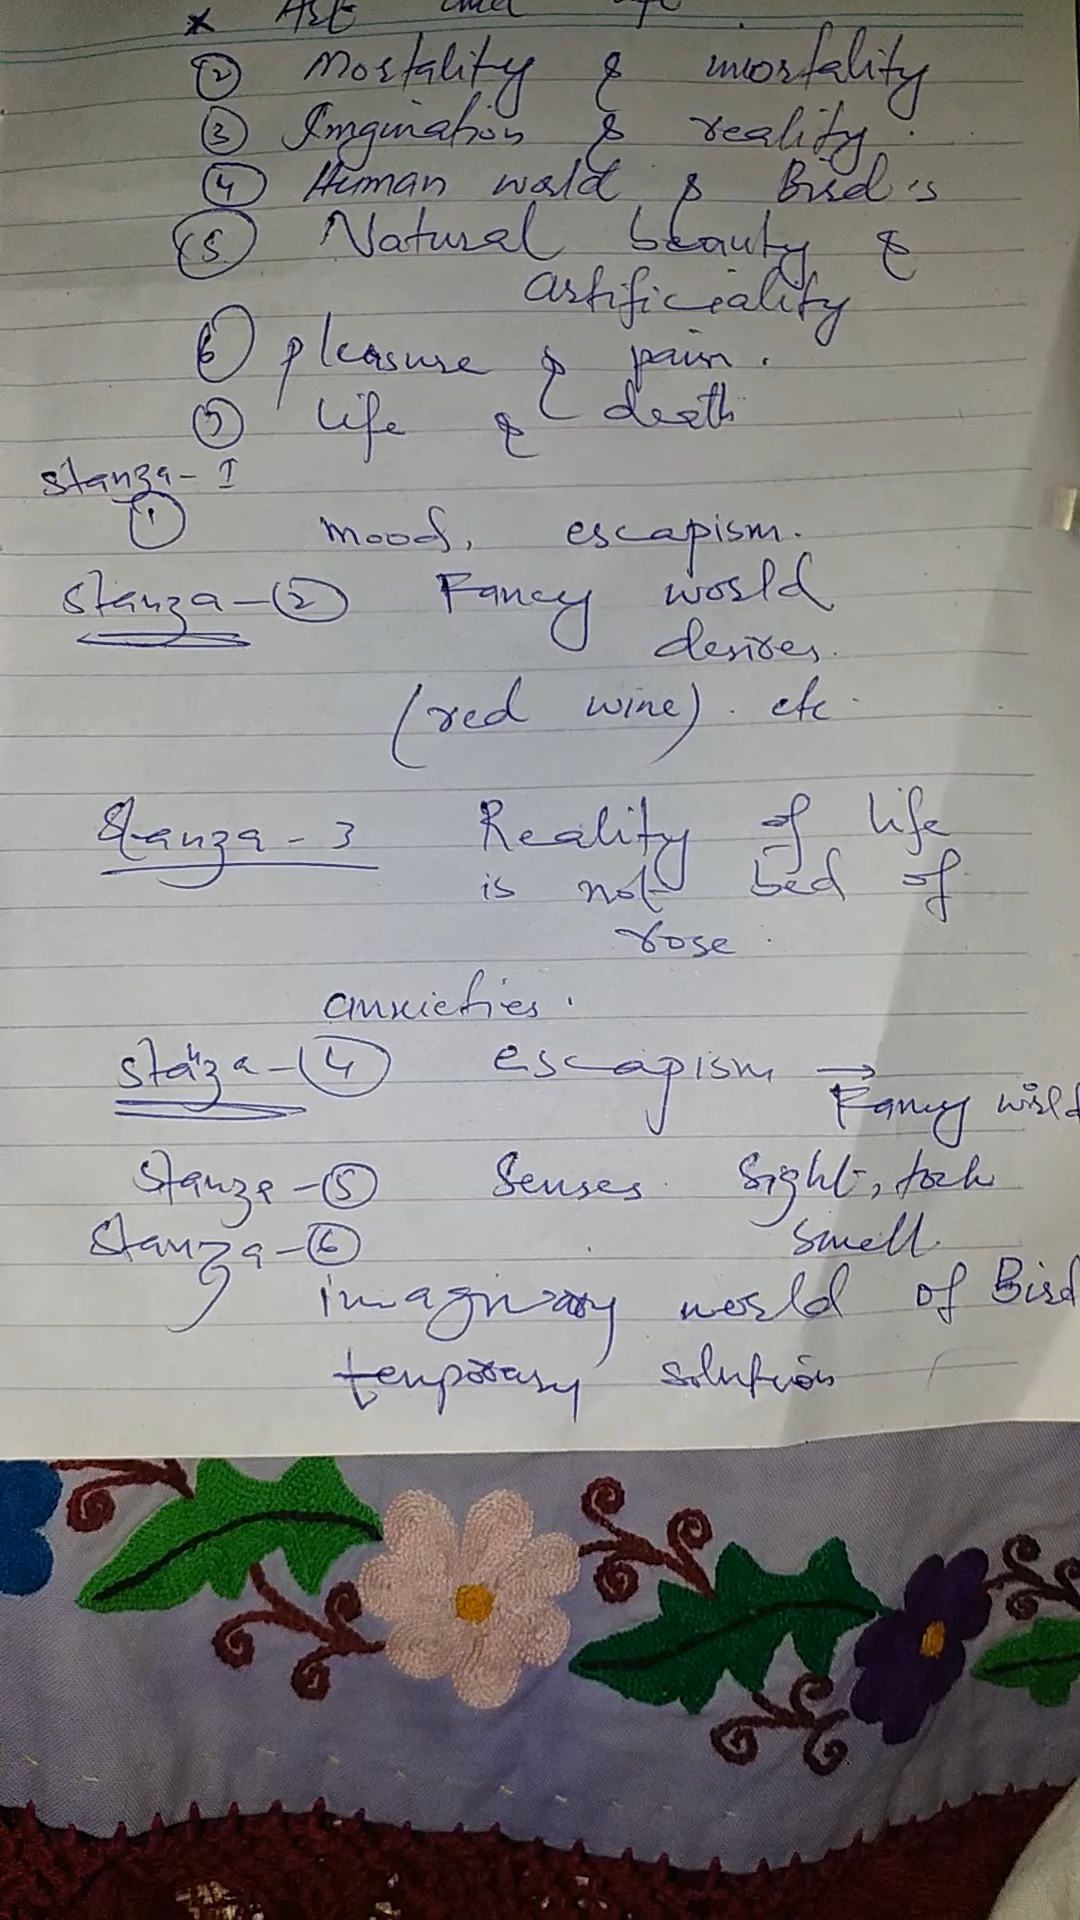 * Art and life
② Mortality & imortality
③ Imgination & reality.
④ Human world & Bird's
⑤ Natural beauty &
artificiality
⑥ pleasure & pain.
⑦ life & death
Stanza - I
① mood, escapism.
Stanza - ② Fancy world
desires.
(red wine). etc.
Stanza - 3 Reality of life
is not bed of
rose.
anxieties.
Stanza - ④ escapism →
Fancy world
Stanza - ⑤ Senses Sight,
Stanza - ⑥ Smell.
imaginary world of Bird
temporary solution